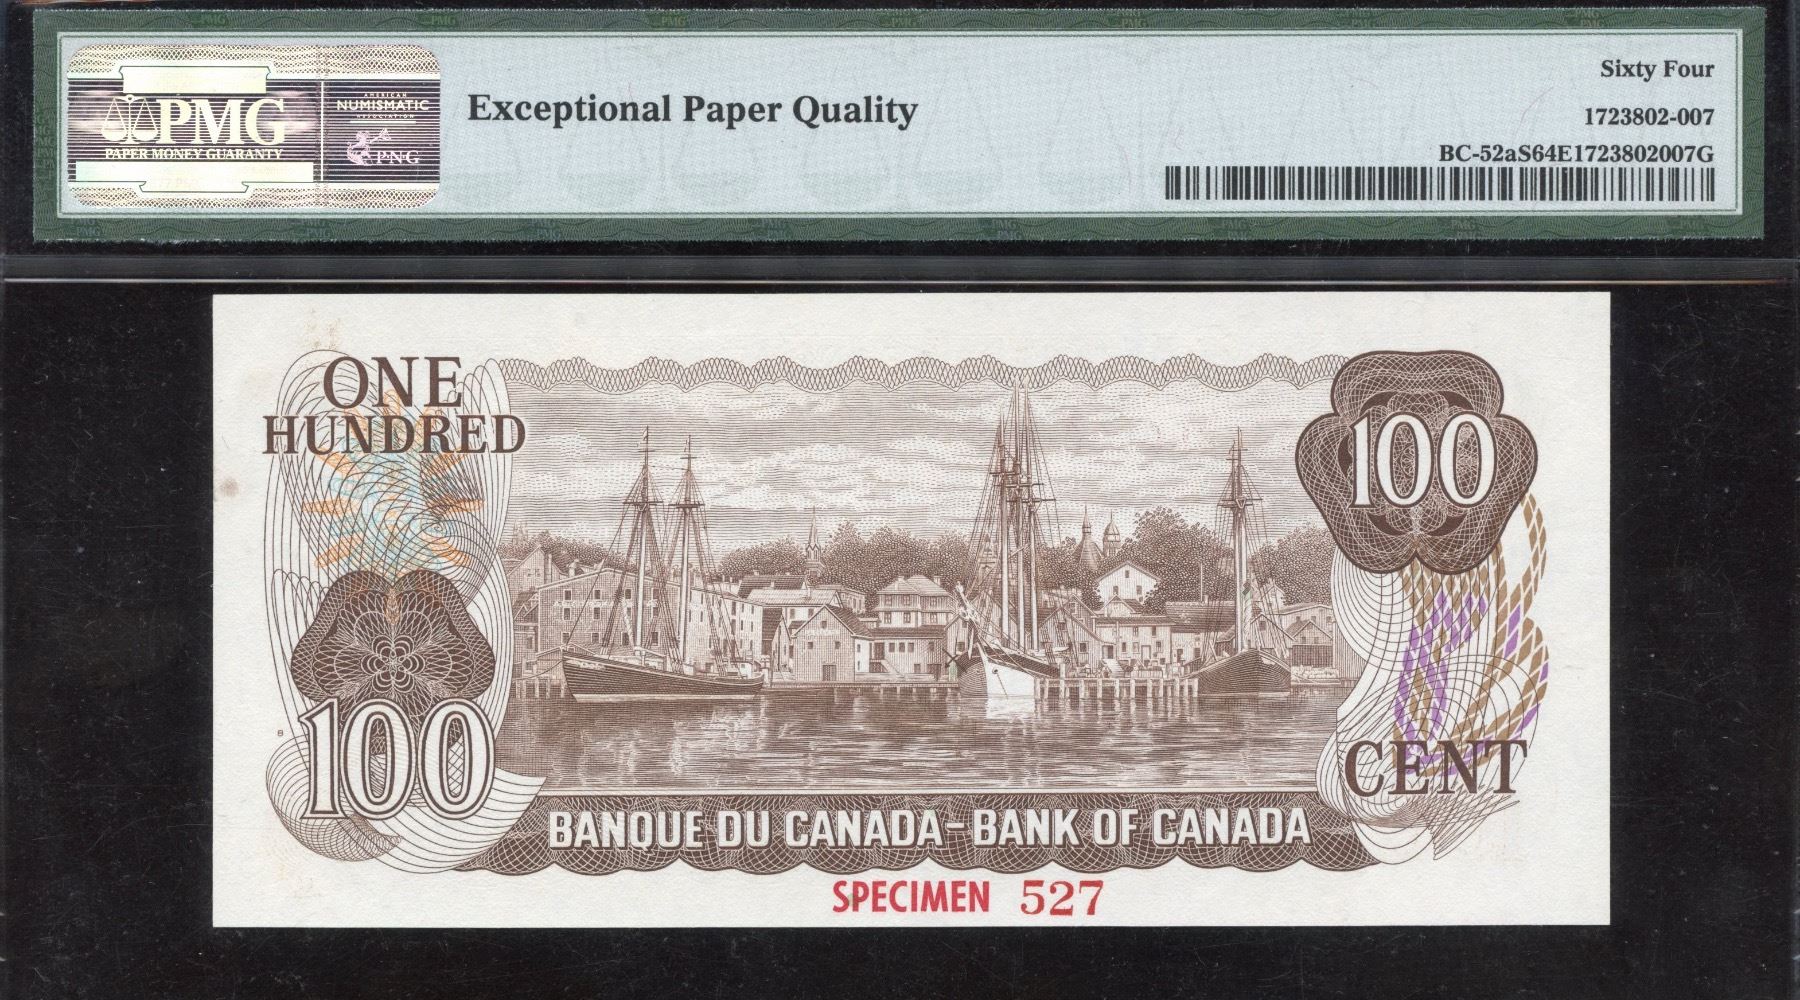 PMG
PAPER MONEY GUARANTY
AMERICAN
NUMISMATIC
ASSOCIATION
PNG
Exceptional Paper Quality
Sixty Four
1723802-007
BC-52aS64E1723802007G
ONE
HUNDRED
100
100
CENT
BANQUE DU CANADA-BANK OF CANADA
SPECIMEN 527